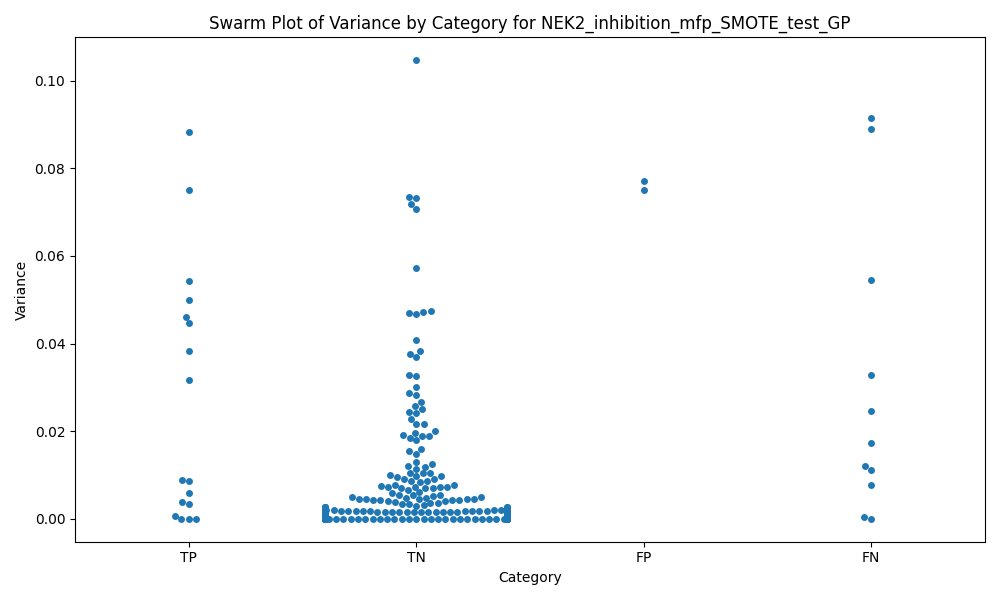 Swarm Plot of Variance by Category for NEK2_inhibition_mfp_SMOTE_test_GP
Variance
0.10
0.08
0.06
0.04
0.02
0.00
TP TN FP FN
Category